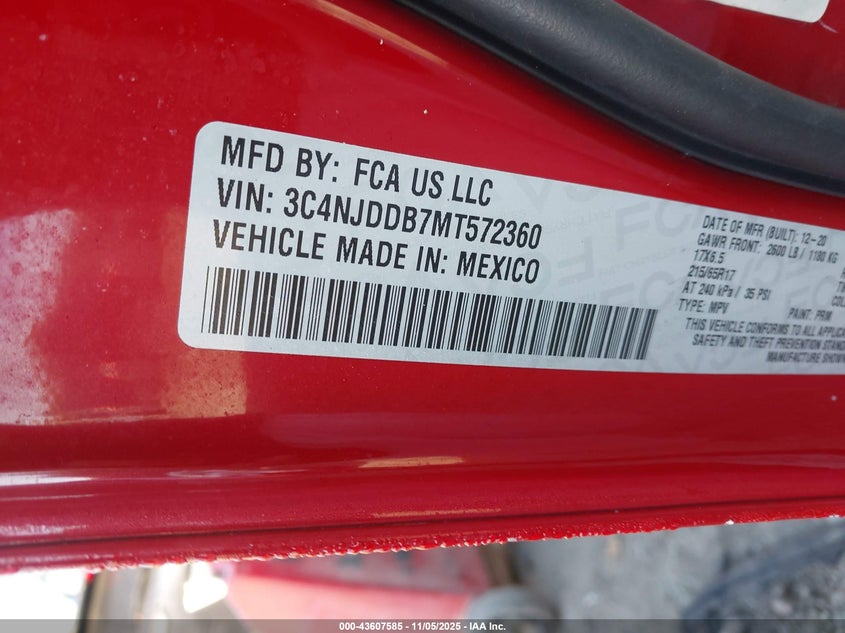 MFD BY: FCA US LLC
VIN: 3C4NJDDB7MT572360
VEHICLE MADE IN: MEXICO
DATE OF MFR (BUILT): 12-20
GAWR FRONT: 2600 LB / 1180 KG
17X6.5
215/65R17
AT 240 kPa / 35 PSI
TYPE: MPV PAINT: PRM
THIS VEHICLE CONFORMS TO ALL APPLICA
SAFETY AND THEFT PREVENTION STAND
MANUFACTURE SHOWN
000-43607585 - 11/05/2025 - IAA Inc.